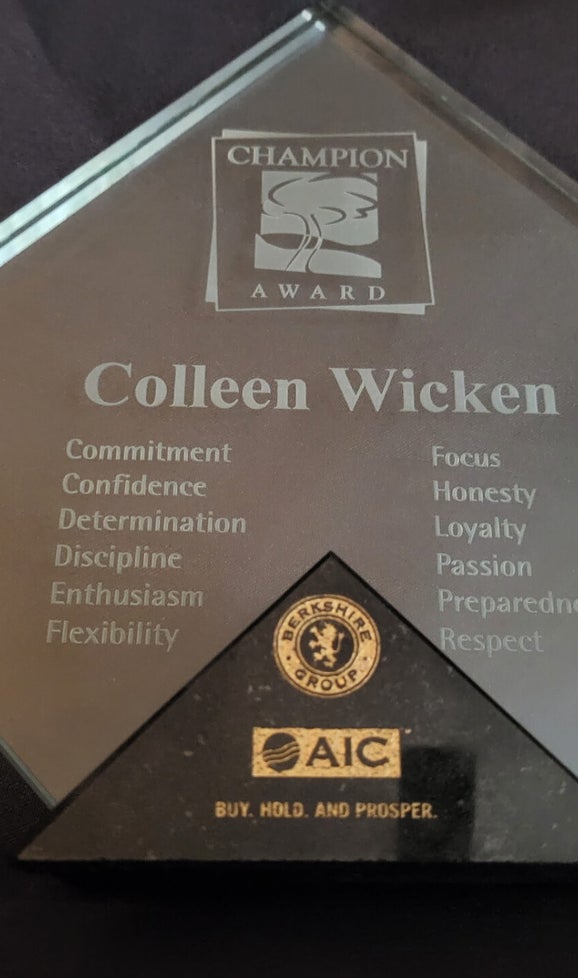 CHAMPION
AWARD
Colleen Wicken
Commitment
Confidence
Determination
Discipline
Enthusiasm
Flexibility
Focus
Honesty
Loyalty
Passion
Respect
BERKSHIRE
GROUP
AIC
BUY. HOLD. AND PROSPER.